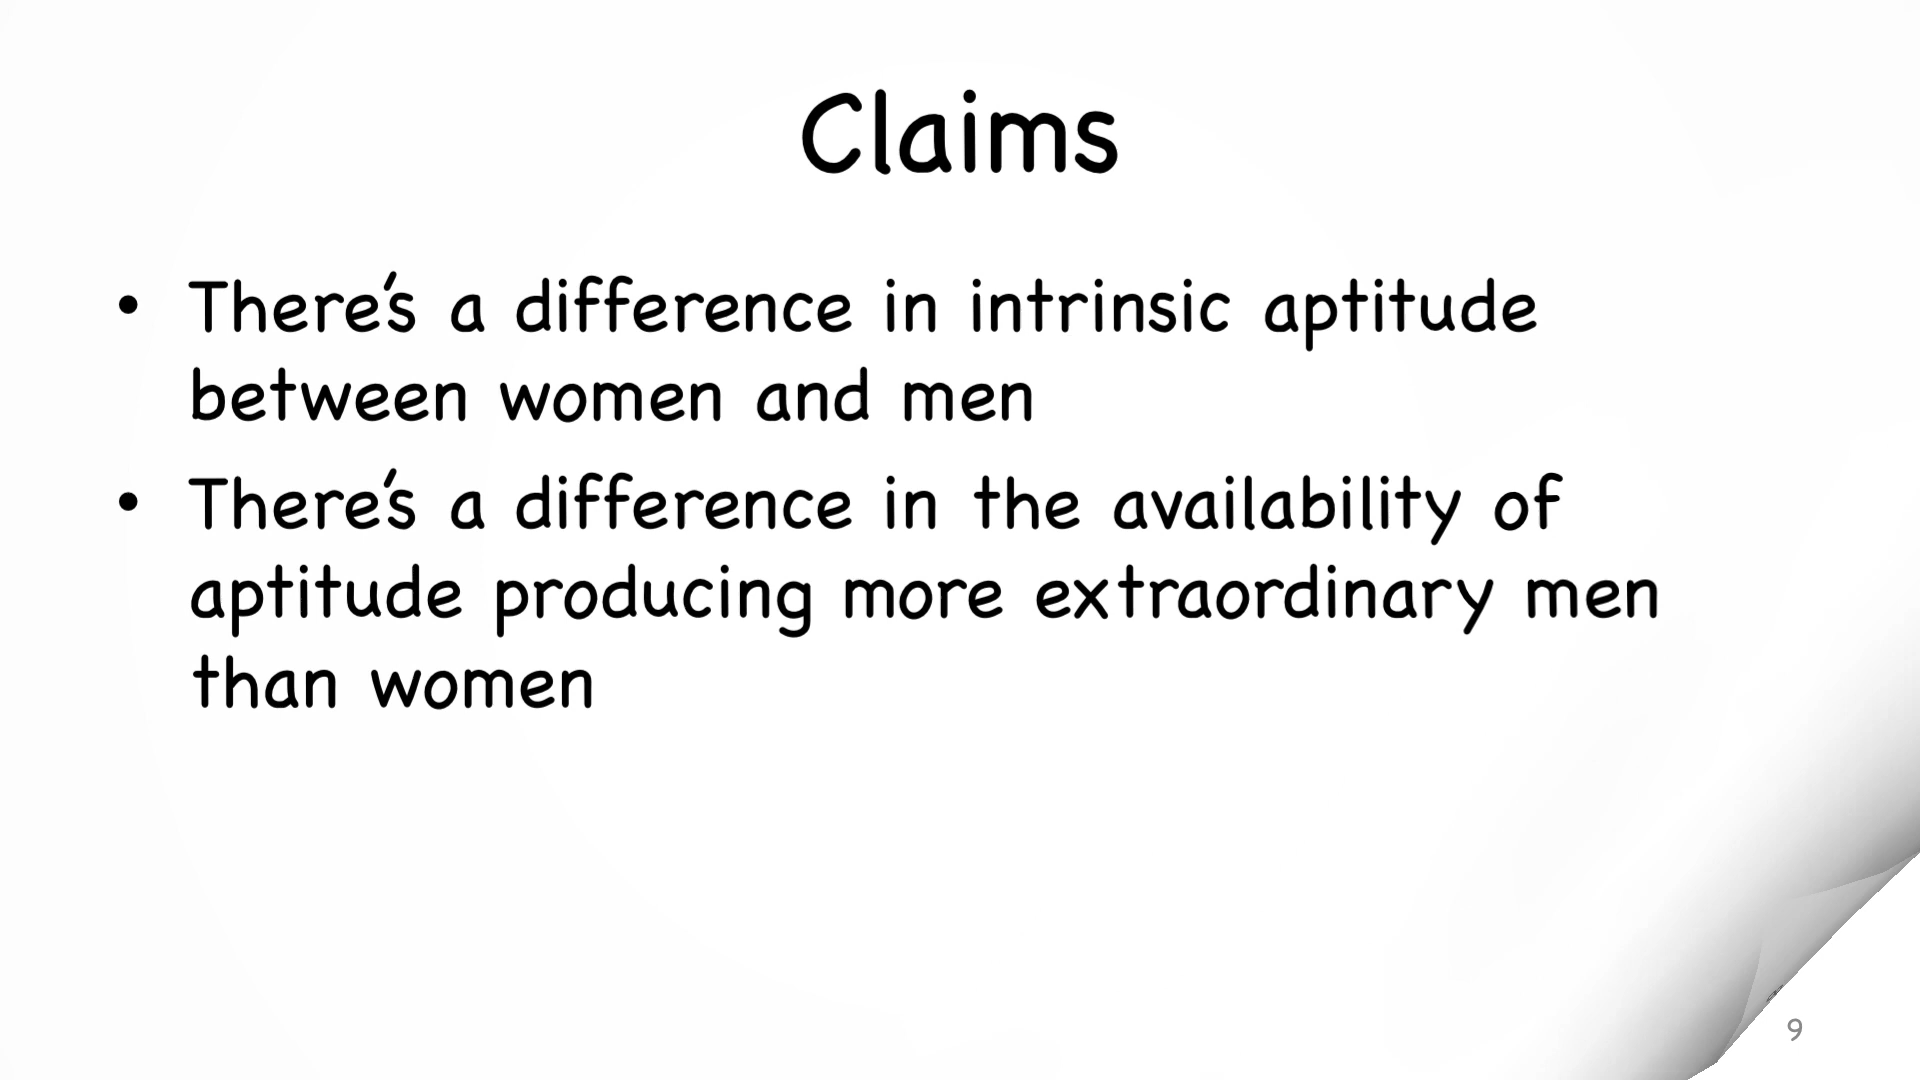 Claims
• There's a difference in intrinsic aptitude
between women and men
• There's a difference in the availability of
aptitude producing more extraordinary men
than women
9